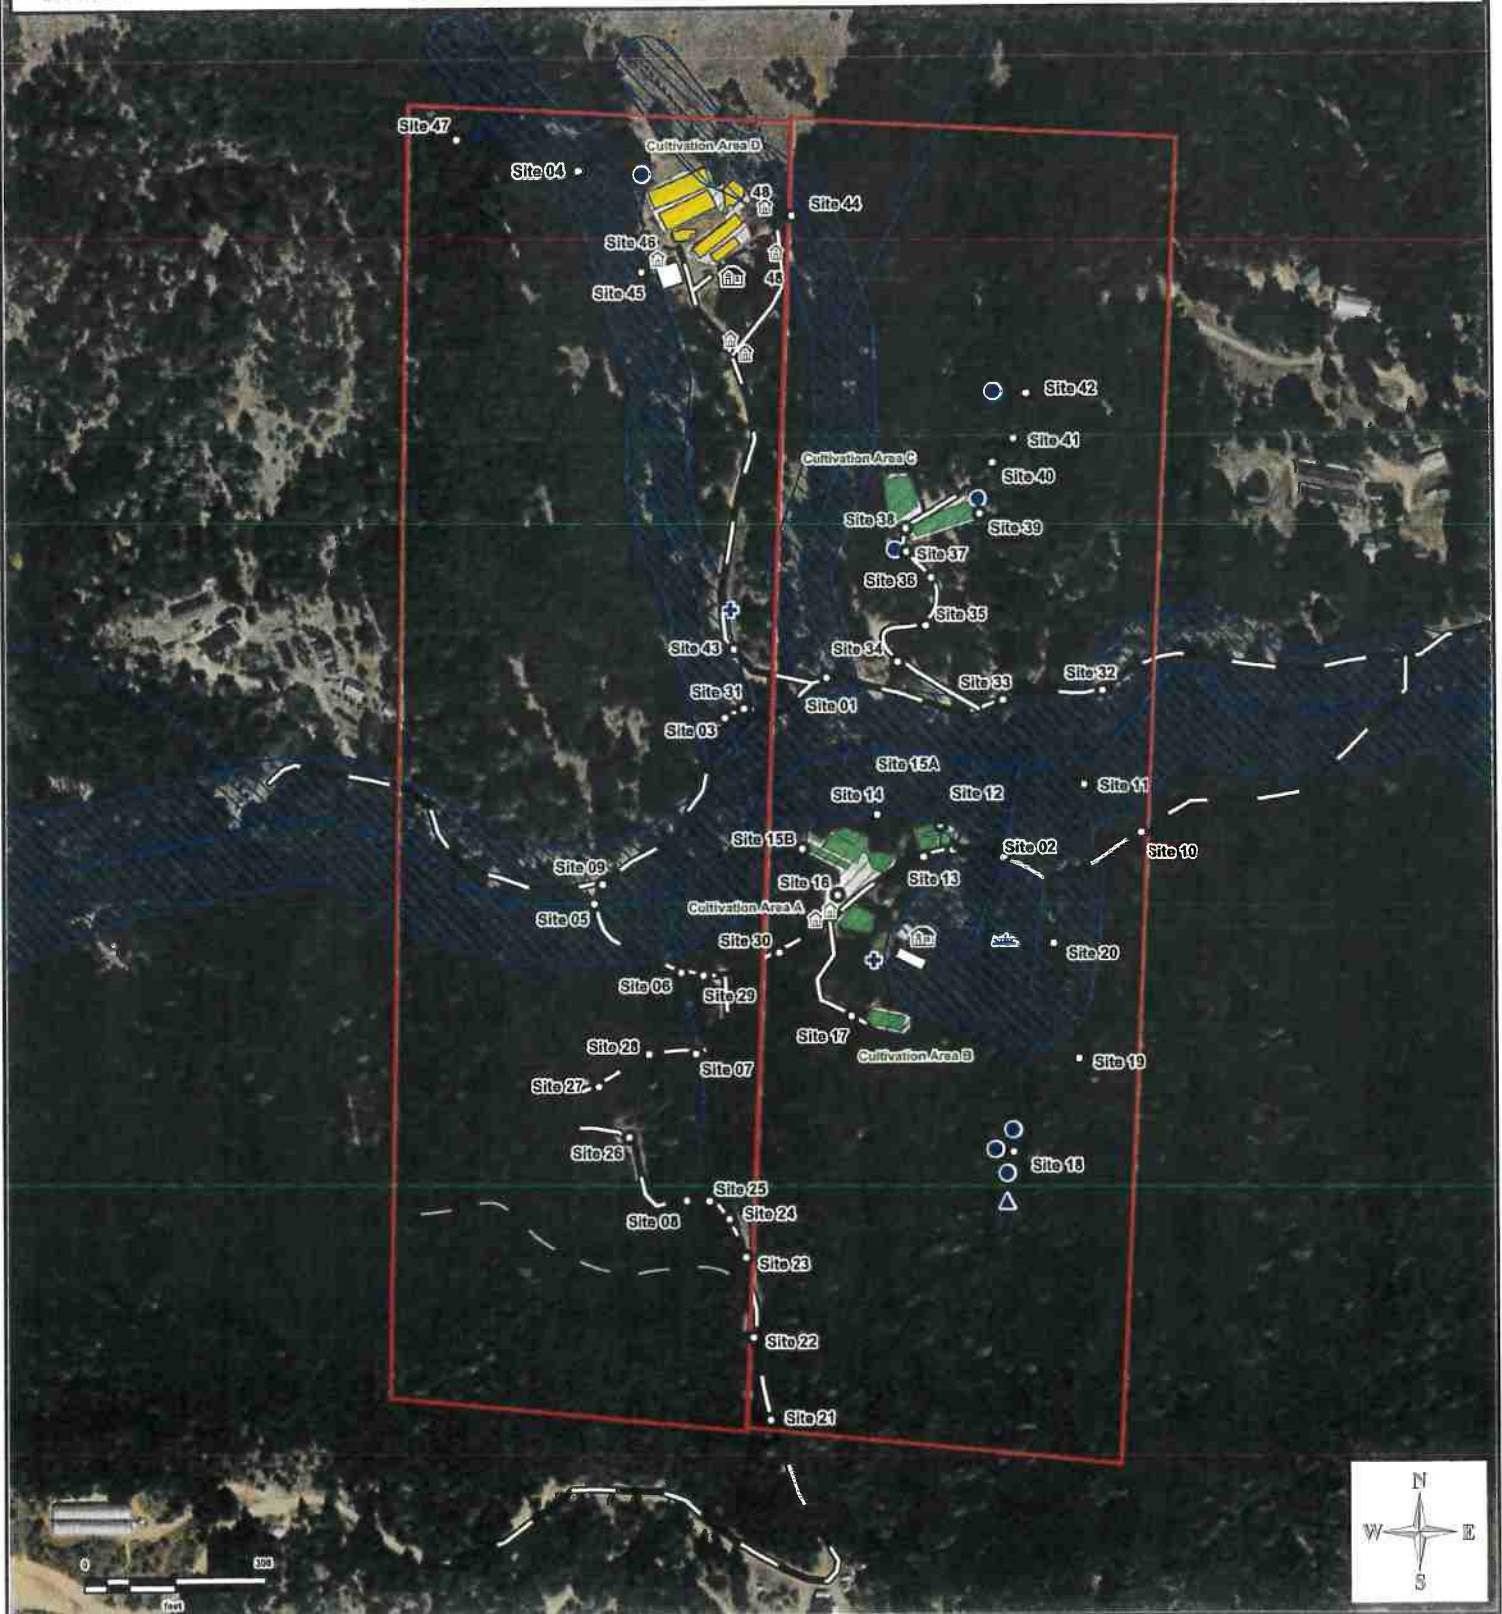 Site 47
Cultivation Area D
Site 04
48
Site 44
Site 46
48
Site 45
Site 42
Site 41
Cultivation Area C
Site 40
Site 38
Site 39
Site 37
Site 36
Site 35
Site 43
Site 34
Site 32
Site 33
Site 31
Site 01
Site 03
Site 15A
Site 11
Site 14
Site 12
Site 15B
Site 02
Site 10
Site 09
Site 13
Site 16
Cultivation Area A
Site 05
Site 30
Site 20
Site 06
Site 29
Site 17
Site 28
Cultivation Area B
Site 07
Site 19
Site 27
Site 26
Site 18
Site 25
Site 08
Site 24
Site 23
Site 22
Site 21
N
W
E
S
0
300
feet